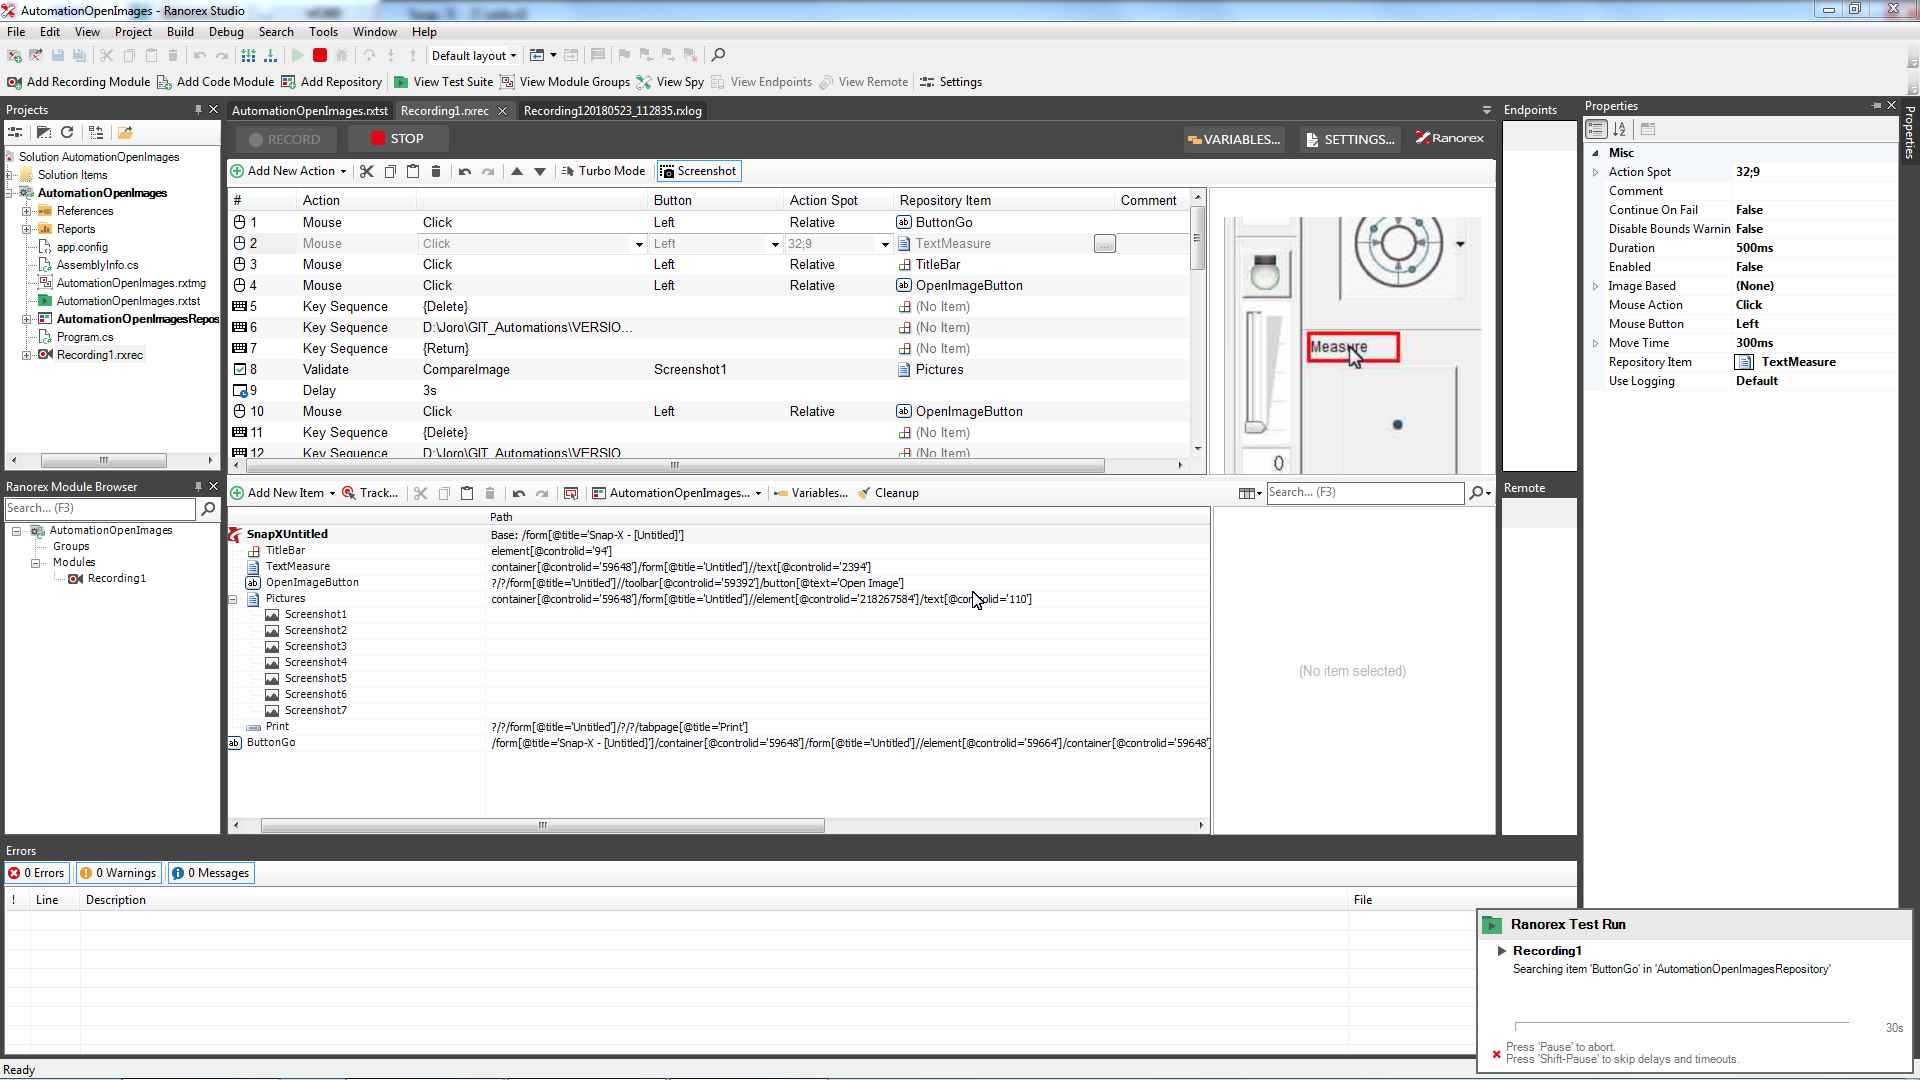 AutomationOpenImages - Ranorex Studio
File Edit View Project Build Debug Search Tools Window Help
Default layout
Add Recording Module Add Code Module Add Repository View Test Suite View Module Groups View Spy View Endpoints View Remote Settings
Projects
Solution AutomationOpenImages
Solution Items
AutomationOpenImages
References
Reports
app.config
AssemblyInfo.cs
AutomationOpenImages.rxtmg
AutomationOpenImages.rxtst
AutomationOpenImagesRepos
Program.cs
Recording1.rxrec
Ranorex Module Browser
Search... (F3)
AutomationOpenImages
Groups
Modules
Recording1
AutomationOpenImages.rxtst Recording1.rxrec Recording120180523_112835.rxlog
RECORD STOP VARIABLES... SETTINGS... Ranorex
Add New Action Turbo Mode Screenshot
# Action Button Action Spot Repository Item Comment
1 Mouse Click Left Relative ButtonGo
2 Mouse Click Left 32;9 TextMeasure ...
3 Mouse Click Left Relative TitleBar
4 Mouse Click Left Relative OpenImageButton
5 Key Sequence {Delete} (No Item)
6 Key Sequence D:\Joro\GIT_Automations\VERSIO... (No Item)
7 Key Sequence {Return} (No Item)
8 Validate CompareImage Screenshot1 Pictures
9 Delay 3s
10 Mouse Click Left Relative OpenImageButton
11 Key Sequence {Delete} (No Item)
12 Key Sequence D:\Joro\GIT_Automations\VERSIO (No Item)
Measure
0
Add New Item Track... AutomationOpenImages... Variables... Cleanup Search... (F3)
Path
SnapXUntitled Base: /form[@title='Snap-X - [Untitled]']
TitleBar element[@controlid='94']
TextMeasure container[@controlid='59648']/form[@title='Untitled']//text[@controlid='2394']
OpenImageButton ?/?/form[@title='Untitled']//toolbar[@controlid='59392']/button[@text='Open Image']
Pictures container[@controlid='59648']/form[@title='Untitled']//element[@controlid='218267584']/text[@controlid='110']
Screenshot1
Screenshot2
Screenshot3
Screenshot4
Screenshot5
Screenshot6
Screenshot7
Print ?/?/form[@title='Untitled']/?/?/tabpage[@title='Print']
ButtonGo /form[@title='Snap-X - [Untitled]']/container[@controlid='59648']/form[@title='Untitled']//element[@controlid='59664']/container[@controlid='59648']
(No item selected)
Endpoints
Remote
Properties
Properties
Misc
Action Spot 32;9
Comment
Continue On Fail False
Disable Bounds Warnin False
Duration 500ms
Enabled False
Image Based (None)
Mouse Action Click
Mouse Button Left
Move Time 300ms
Repository Item TextMeasure
Use Logging Default
Errors
0 Errors 0 Warnings 0 Messages
! Line Description File
Ranorex Test Run
Recording1
Searching item 'ButtonGo' in 'AutomationOpenImagesRepository'
30s
Press 'Pause' to abort.
Press 'Shift-Pause' to skip delays and timeouts.
Ready